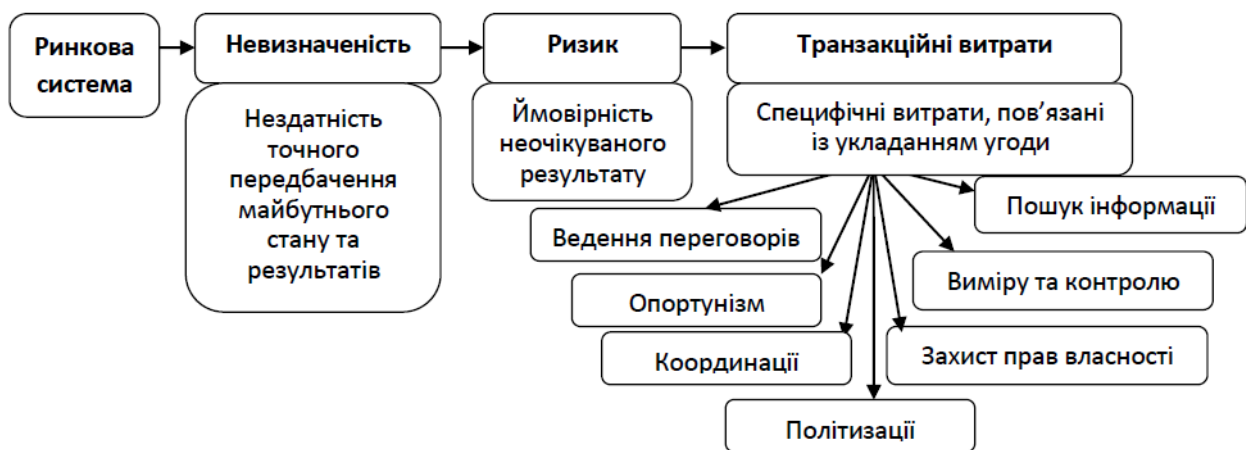 Ринкова
система
Невизначеність
Ризик
Транзакційні витрати
Нездатність
точного
передбачення
майбутнього
стану та
результатів
Ймовірність
неочікуваного
результату
Специфічні витрати, пов’язані
із укладанням угоди
Пошук інформації
Ведення переговорів
Виміру та контролю
Опортунізм
Захист прав власності
Координації
Політизації